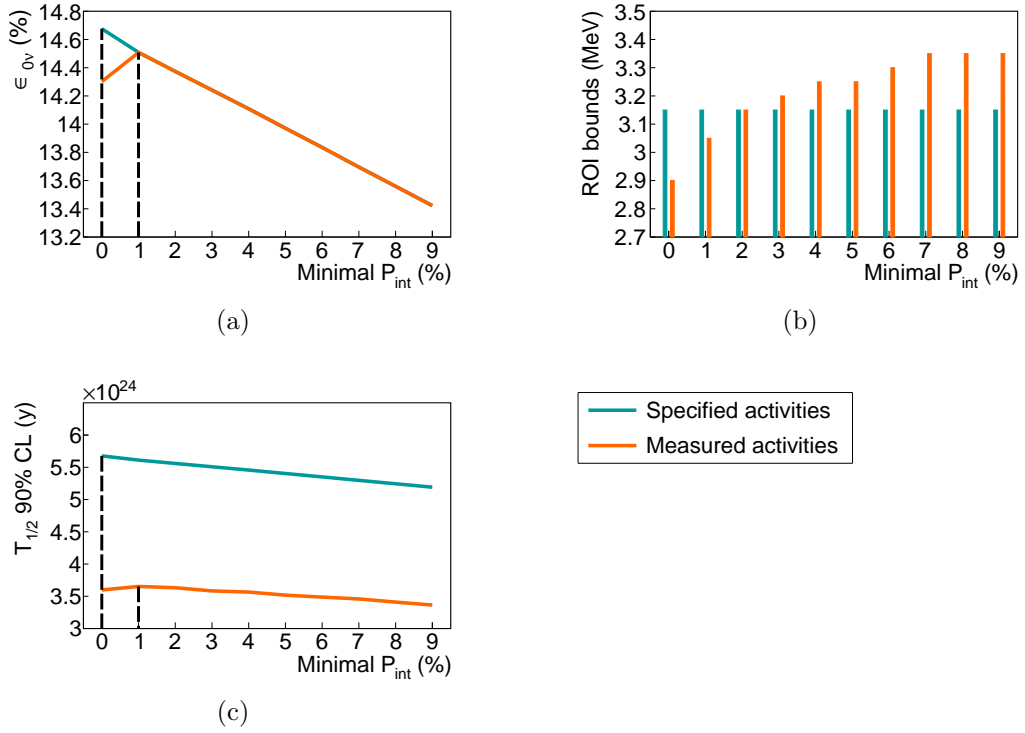 14.8
14.6
14.4
14.2
14
13.8
13.6
13.4
13.2
∈ 0ν (%)
0 1 2 3 4 5 6 7 8 9
Minimal P_int (%)
(a)
3.5
3.4
3.3
3.2
3.1
3
2.9
2.8
2.7
ROI bounds (MeV)
0 1 2 3 4 5 6 7 8 9
Minimal P_int (%)
(b)
×10^24
6
5.5
5
4.5
4
3.5
3
T_1/2 90% CL (y)
0 1 2 3 4 5 6 7 8 9
Minimal P_int (%)
(c)
Specified activities
Measured activities